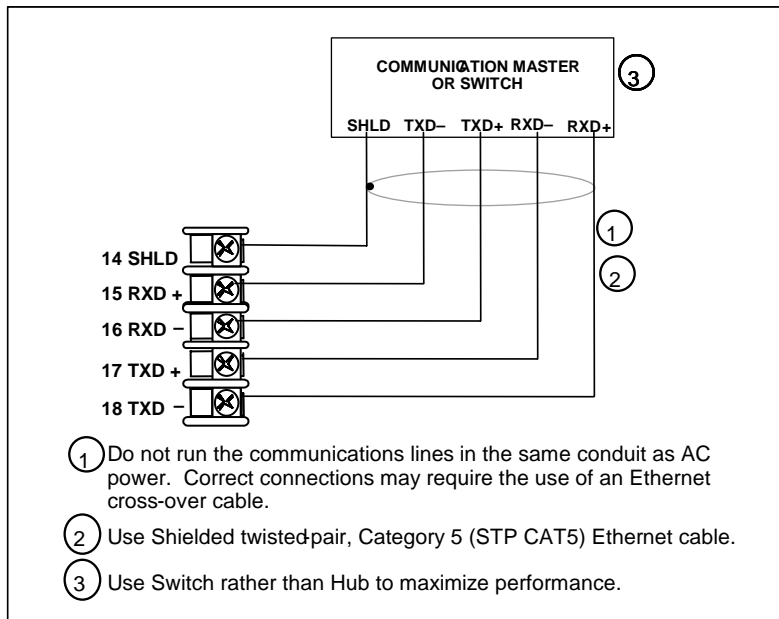 COMMUNICATION MASTER
OR SWITCH
3
SHLD TXD– TXD+ RXD– RXD+
1
2
14 SHLD
15 RXD +
16 RXD –
17 TXD +
18 TXD –
1 Do not run the communications lines in the same conduit as AC
power. Correct connections may require the use of an Ethernet
cross-over cable.
2 Use Shielded twisted-pair, Category 5 (STP CAT5) Ethernet cable.
3 Use Switch rather than Hub to maximize performance.